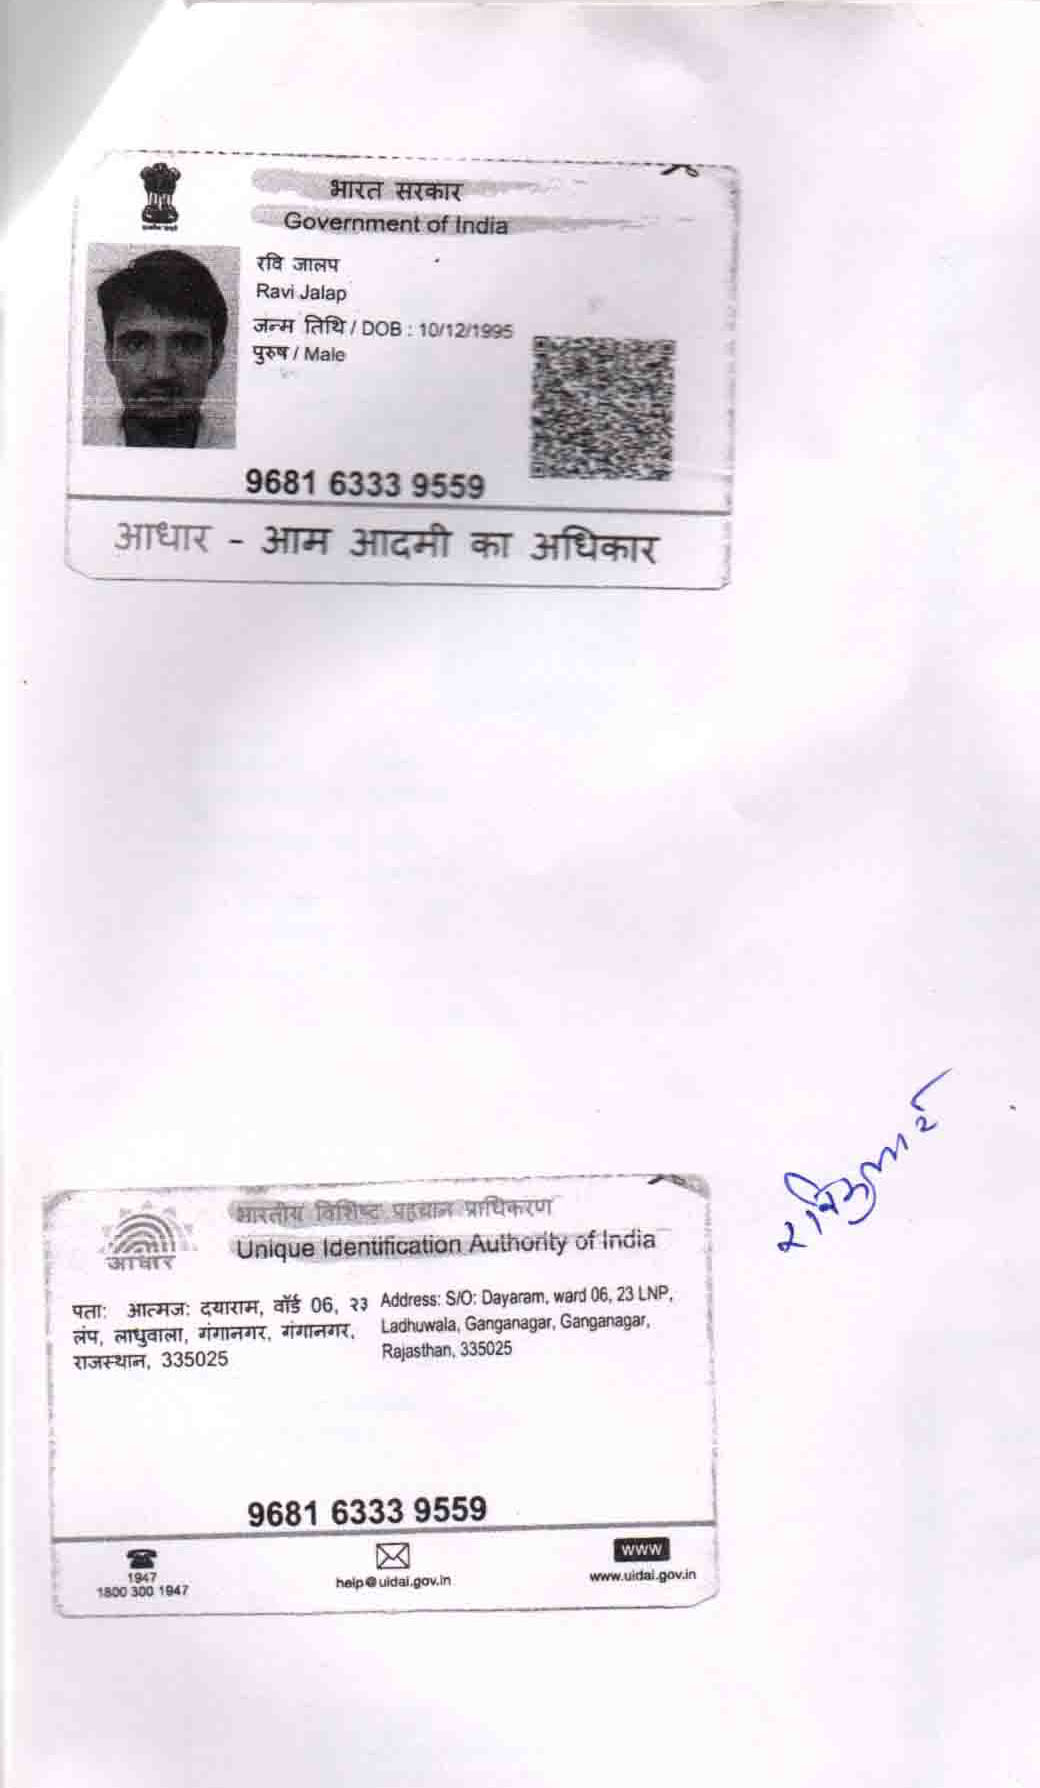 भारत सरकार
Government of India
रवि जालप
Ravi Jalap
जन्म तिथि / DOB : 10/12/1995
पुरुष / Male
9681 6333 9559
आधार - आम आदमी का अधिकार
रविकुमार
भारतीय विशिष्ट पहचान प्राधिकरण
Unique Identification Authority of India
आधार
पता: आत्मज: दयाराम, वॉर्ड 06, २३
लंप, लाधुवाला, गंगानगर, गंगानगर,
राजस्थान, 335025
Address: S/O: Dayaram, ward 06, 23 LNP,
Ladhuwala, Ganganagar, Ganganagar,
Rajasthan, 335025
9681 6333 9559
1947
1800 300 1947
help@uidai.gov.in
www
www.uidai.gov.in